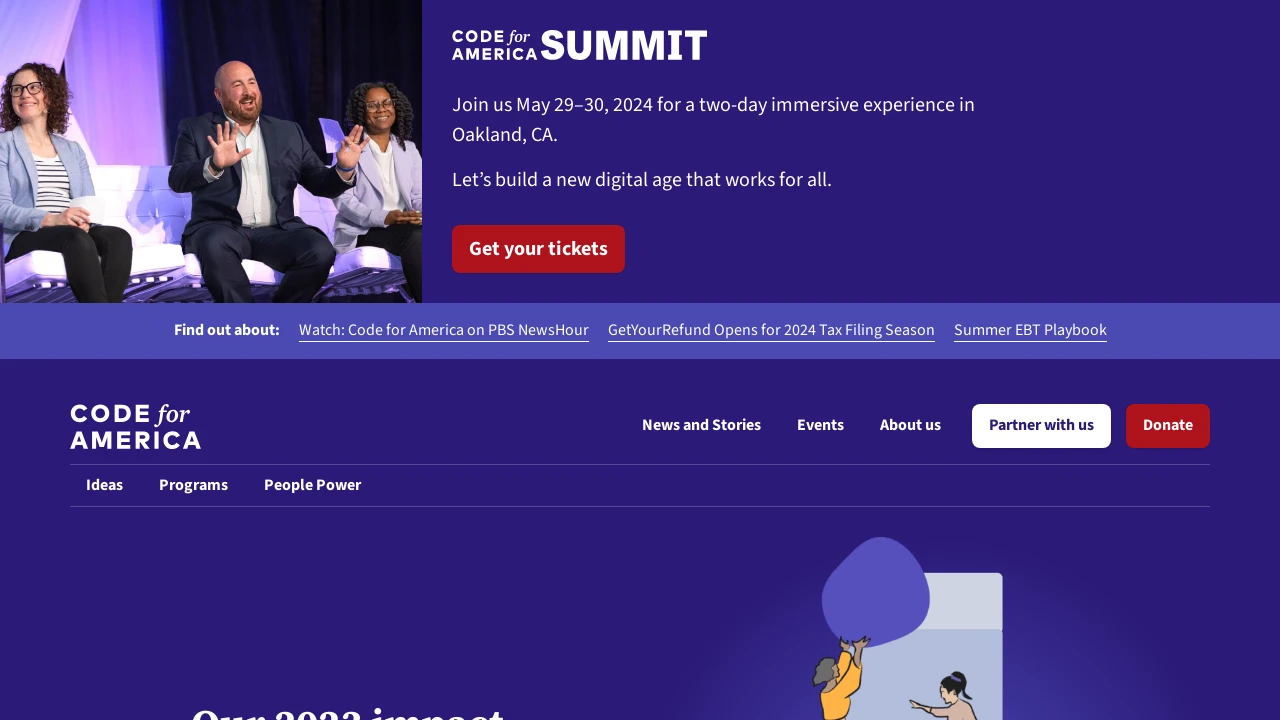 CODE for
AMERICA SUMMIT
Join us May 29–30, 2024 for a two-day immersive experience in
Oakland, CA.
Let’s build a new digital age that works for all.
Get your tickets
Find out about: Watch: Code for America on PBS NewsHour GetYourRefund Opens for 2024 Tax Filing Season Summer EBT Playbook
CODE for
AMERICA
News and Stories Events About us Partner with us Donate
Ideas Programs People Power
Our 2023 impact